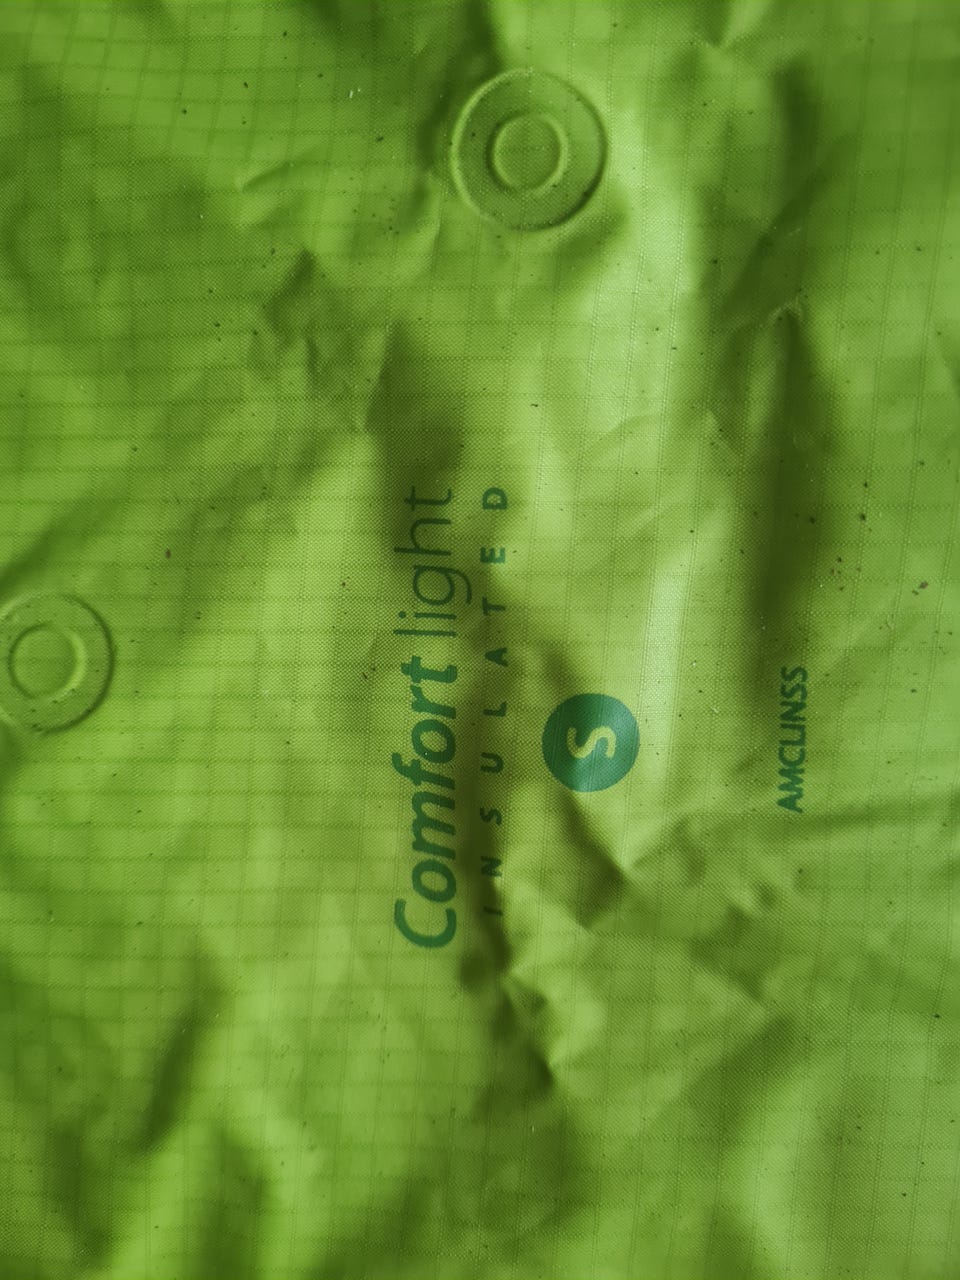 Comfort light
INSULATED
S
AMCLINSS